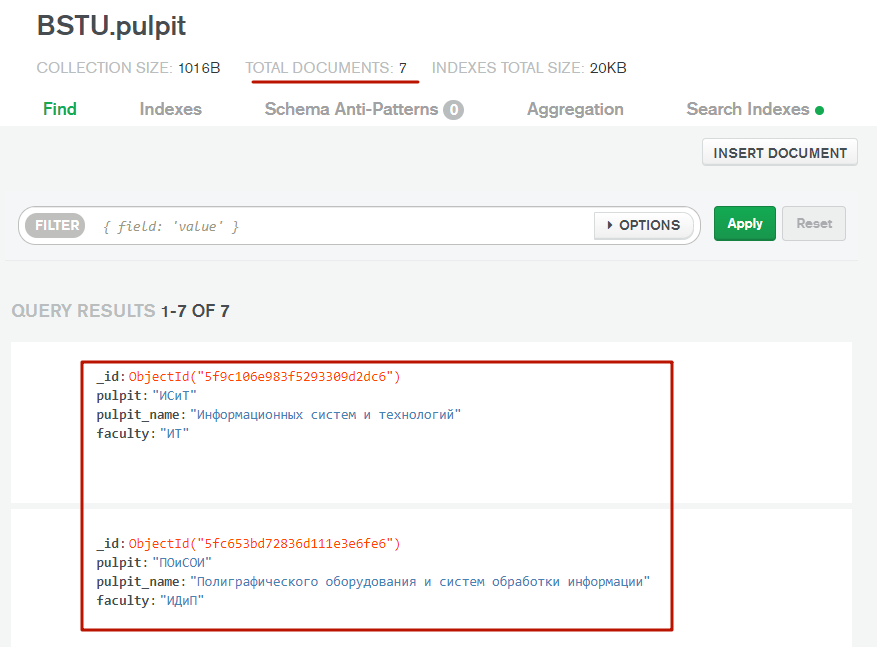 BSTU.pulpit
COLLECTION SIZE: 1016B TOTAL DOCUMENTS: 7 INDEXES TOTAL SIZE: 20KB
Find Indexes Schema Anti-Patterns 0 Aggregation Search Indexes
INSERT DOCUMENT
FILTER { field: 'value' } OPTIONS Apply Reset
QUERY RESULTS 1-7 OF 7
_id: ObjectId("5f9c106e983f5293309d2dc6")
pulpit: "ИСиТ"
pulpit_name: "Информационных систем и технологий"
faculty: "ИТ"
_id: ObjectId("5fc653bd72836d111e3e6fe6")
pulpit: "ПОиСОИ"
pulpit_name: "Полиграфического оборудования и систем обработки информации"
faculty: "ИДиП"